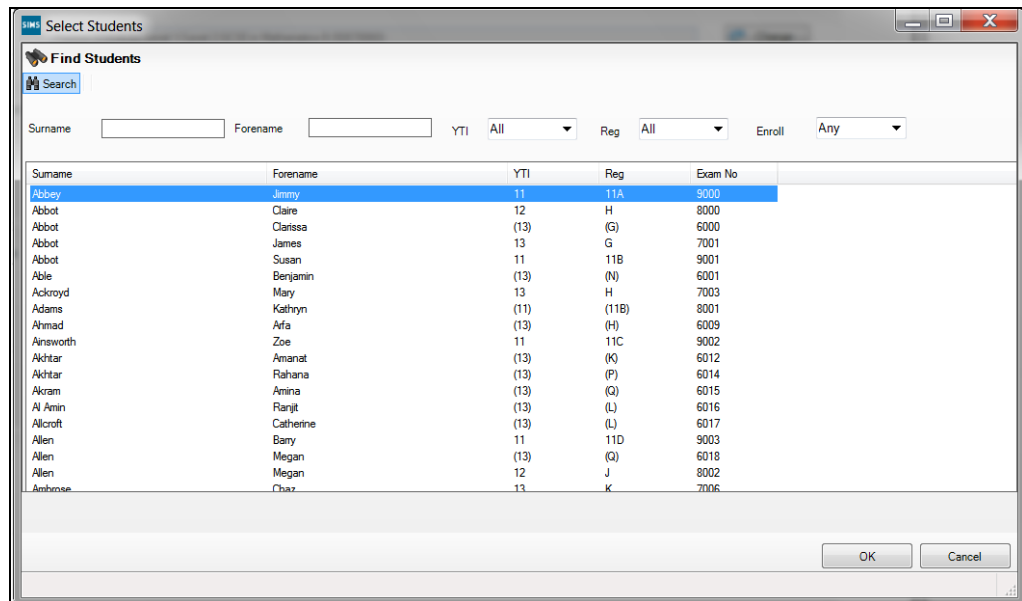 SIMS Select Students
Find Students
Search
Surname Forename YTI All Reg All Enroll Any
Surname Forename YTI Reg Exam No
Abbey Jimmy 11 11A 9000
Abbot Claire 12 H 8000
Abbot Clarissa (13) (G) 6000
Abbot James 13 G 7001
Abbot Susan 11 11B 9001
Able Benjamin (13) (N) 6001
Ackroyd Mary 13 H 7003
Adams Kathryn (11) (11B) 8001
Ahmad Arfa (13) (H) 6009
Ainsworth Zoe 11 11C 9002
Akhtar Amanat (13) (K) 6012
Akhtar Rahana (13) (P) 6014
Akram Amina (13) (Q) 6015
Al Amin Ranjit (13) (L) 6016
Allcroft Catherine (13) (L) 6017
Allen Barry 11 11D 9003
Allen Megan (13) (Q) 6018
Allen Megan 12 J 8002
Ambrose Chaz 13 K 7006
OK Cancel